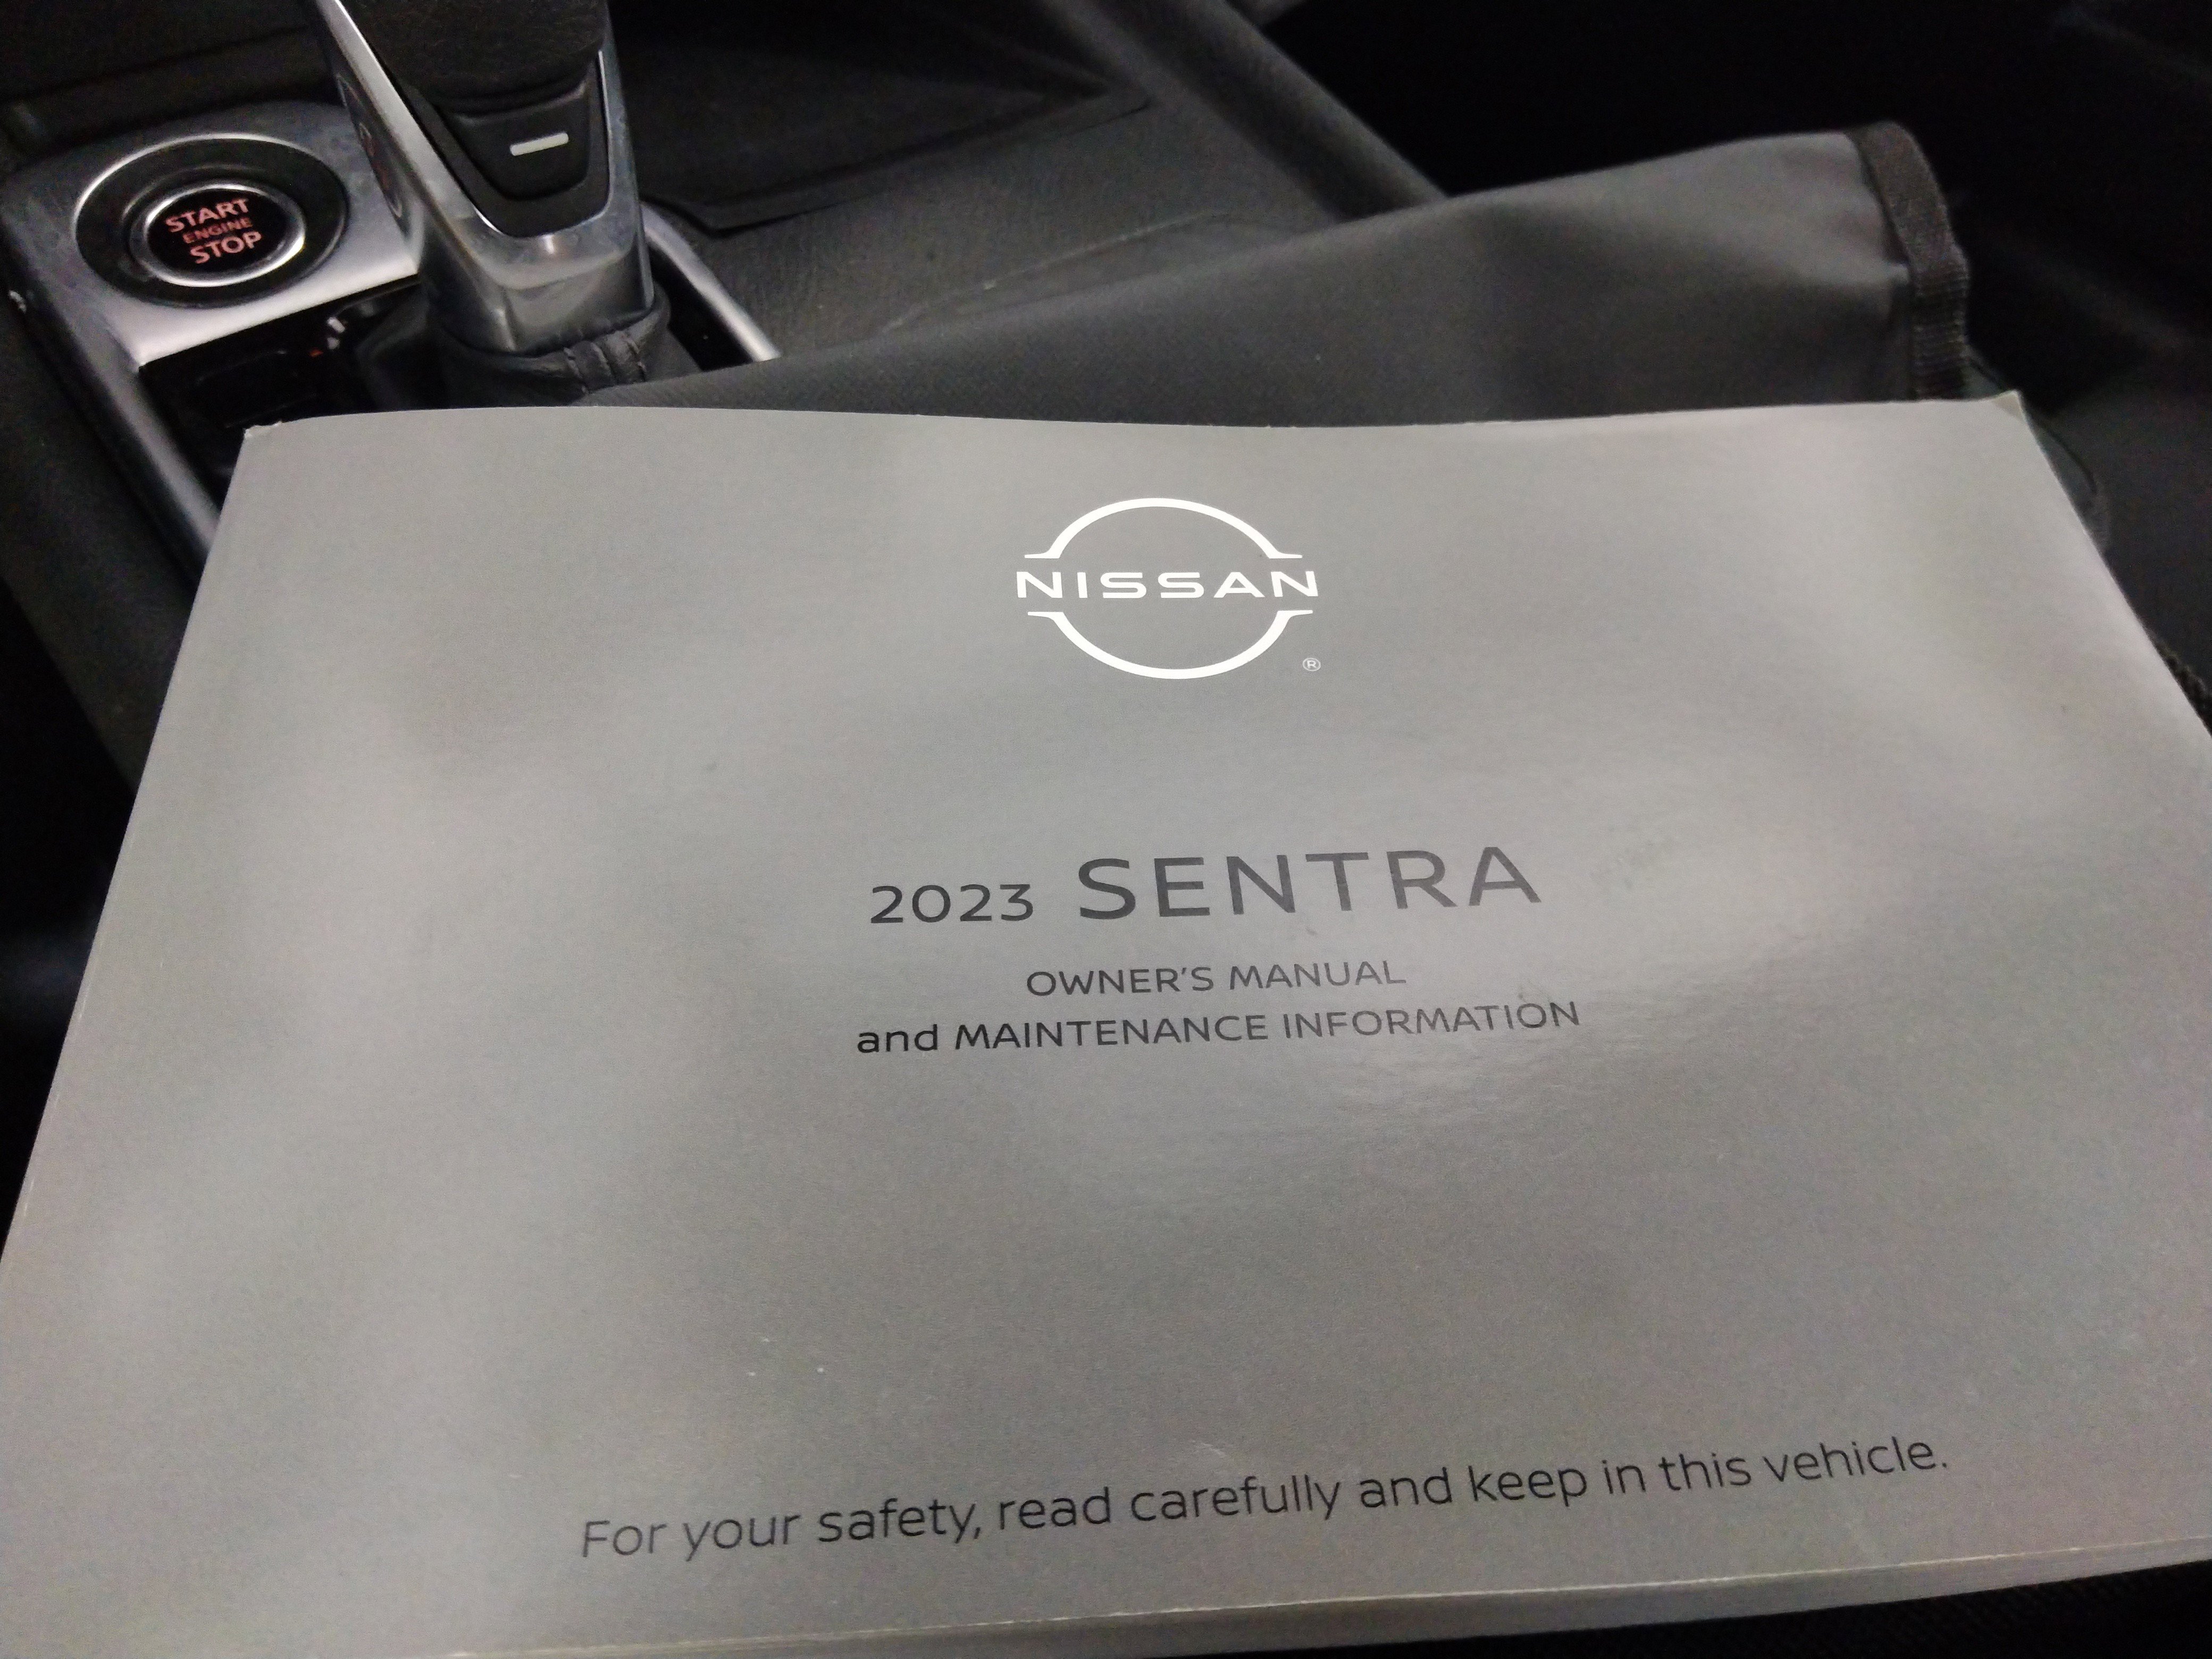 START
ENGINE
STOP
NISSAN
®
2023 SENTRA
OWNER'S MANUAL
and MAINTENANCE INFORMATION
For your safety, read carefully and keep in this vehicle.